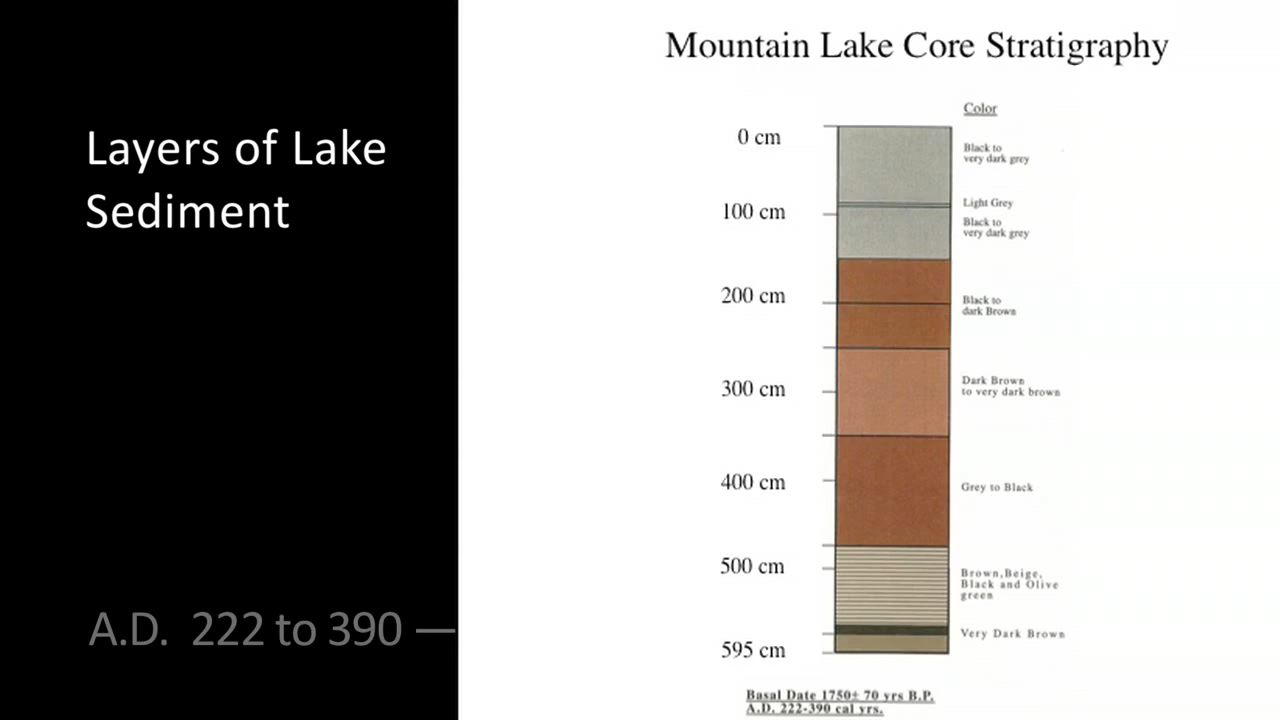 Layers of Lake
Sediment
A.D. 222 to 390 —
Mountain Lake Core Stratigraphy
Color
0 cm
Black to
very dark grey
Light Grey
100 cm
Black to
very dark grey
200 cm
Black to
dark Brown
300 cm
Dark Brown
to very dark brown
400 cm
Grey to Black
500 cm
Brown,Beige,
Black and Olive
green
Very Dark Brown
595 cm
Basal Date 1750± 70 yrs B.P.
A.D. 222-390 cal yrs.